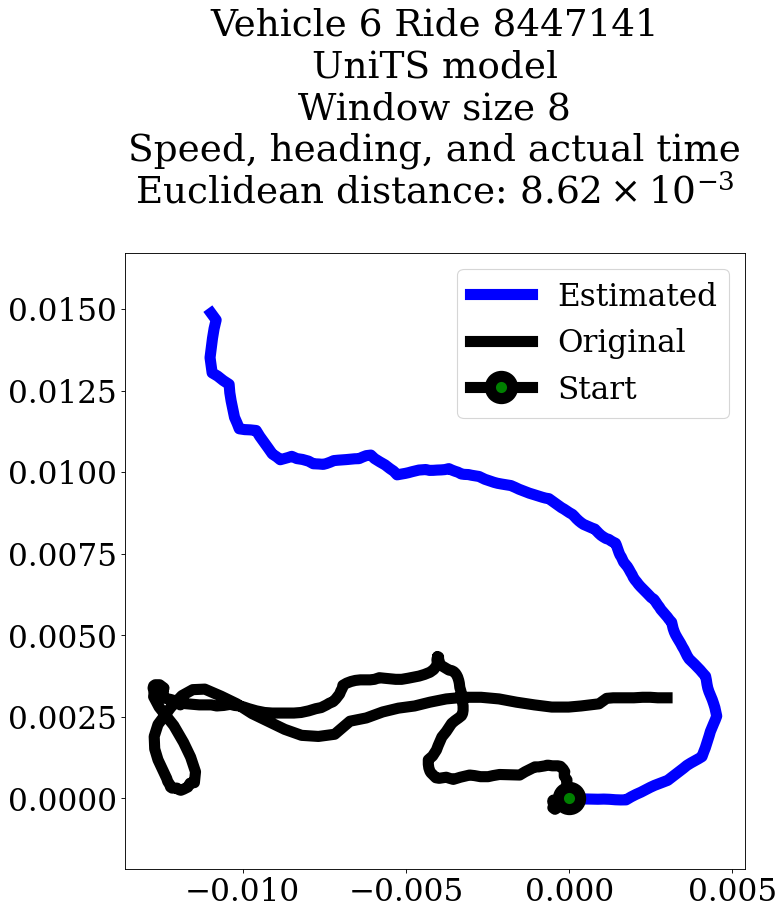 Vehicle 6 Ride 8447141
UniTS model
Window size 8
Speed, heading, and actual time
Euclidean distance: 8.62 × 10⁻³
Estimated
Original
Start
0.0150
0.0125
0.0100
0.0075
0.0050
0.0025
0.0000
−0.010 −0.005 0.000 0.005